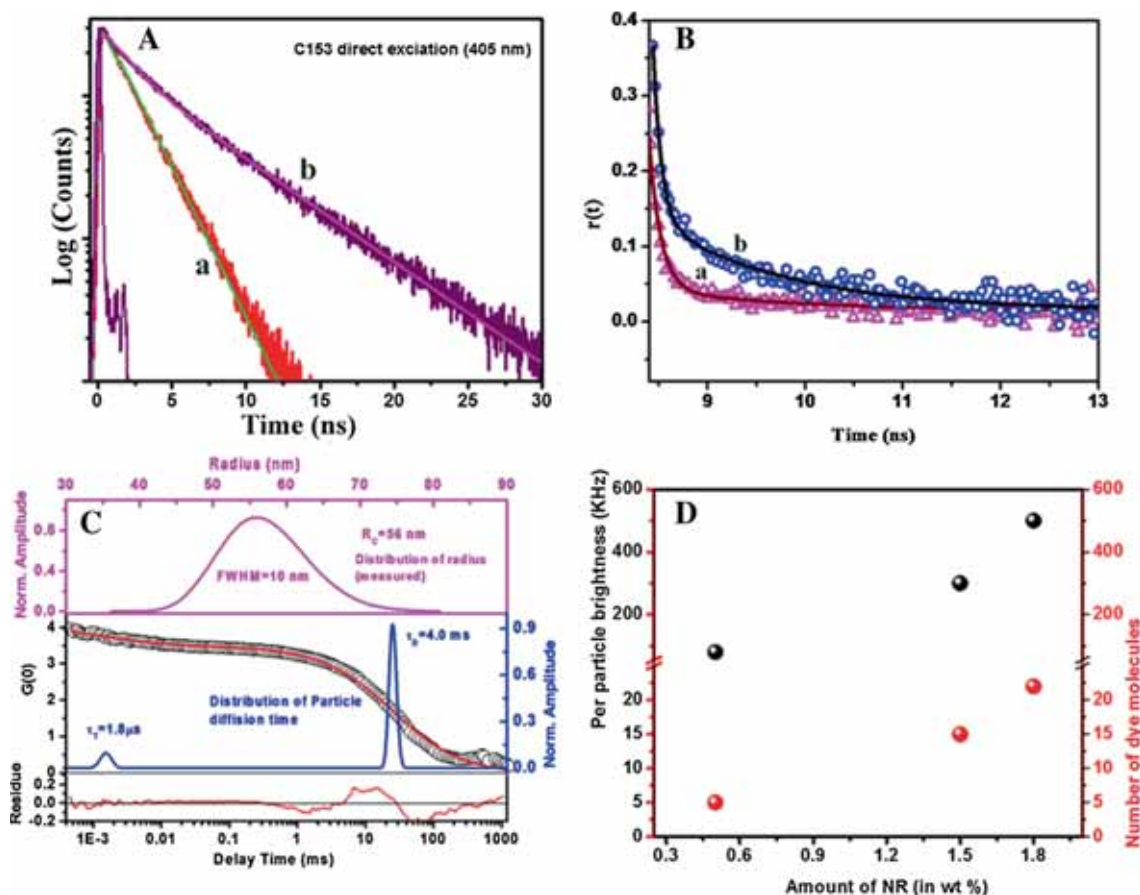 A
C153 direct exciation (405 nm)
a
b
Log (Counts)
0 5 10 15 20 25 30
Time (ns)
B
0.4
0.3
0.2
0.1
0.0
r(t)
b
a
9 10 11 12 13
Time (ns)
Radius (nm)
30 40 50 60 70 80 90
C
Norm. Amplitude
0.8
0.4
0.0
R_C=56 nm
Distribution of radius
(measured)
FWHM=10 nm
G(0)
4
3
2
1
0
τ_D=4.0 ms
Distribution of Particle
diffision time
τ_T=1.8μs
0.9
0.6
0.3
0.0
Norm. Amplitude
Residue
0.2
0.0
-0.2
1E-3 0.01 0.1 1 10 100 1000
Delay Time (ms)
D
Per particle brightness (KHz)
600
400
200
20
15
10
5
0
600
400
200
20
15
10
5
0
Number of dye molecules
0.3 0.6 0.9 1.2 1.5 1.8
Amount of NR (in wt %)